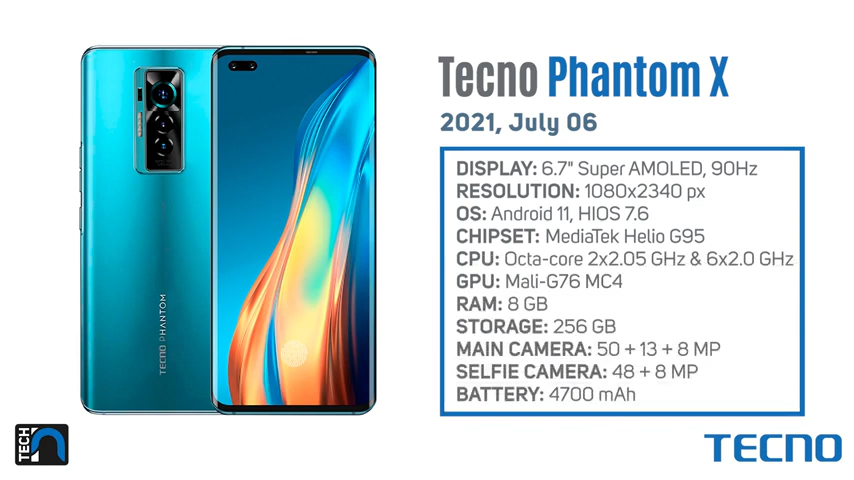 Tecno Phantom X
2021, July 06
DISPLAY: 6.7" Super AMOLED, 90Hz
RESOLUTION: 1080x2340 px
OS: Android 11, HIOS 7.6
CHIPSET: MediaTek Helio G95
CPU: Octa-core 2x2.05 GHz & 6x2.0 GHz
GPU: Mali-G76 MC4
RAM: 8 GB
STORAGE: 256 GB
MAIN CAMERA: 50 + 13 + 8 MP
SELFIE CAMERA: 48 + 8 MP
BATTERY: 4700 mAh
TECNO PHANTOM
TECH
TECNO